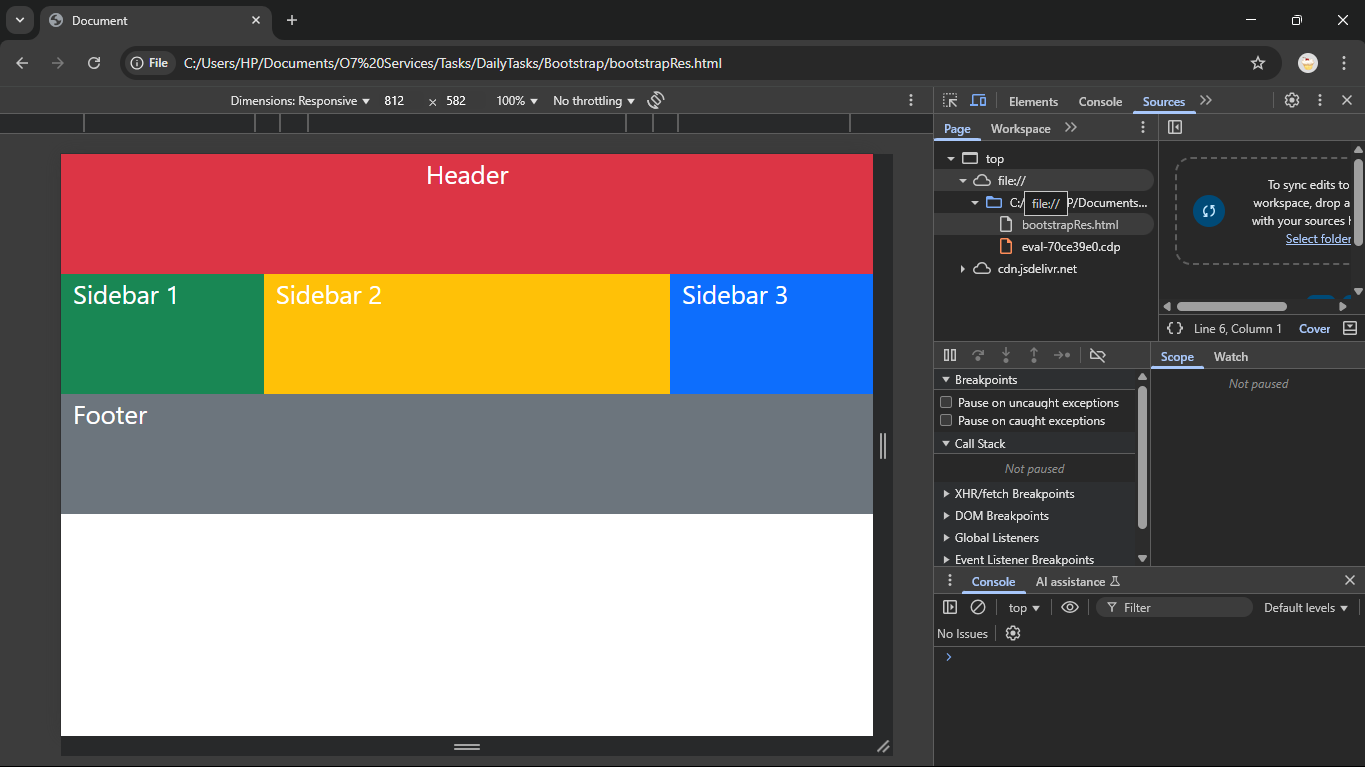 Document
File C:/Users/HP/Documents/O7%20Services/Tasks/DailyTasks/Bootstrap/bootstrapRes.html
Dimensions: Responsive 812 × 582 100% No throttling
Elements Console Sources
Page Workspace
top
file://
C:/ P/Documents...
file://
bootstrapRes.html
eval-70ce39e0.cdp
cdn.jsdelivr.net
To sync edits to
workspace, drop a
with your sources
Select folder
{ } Line 6, Column 1 Cover
Header
Sidebar 1 Sidebar 2 Sidebar 3
Footer
Breakpoints
Pause on uncaught exceptions
Pause on caught exceptions
Call Stack
Not paused
XHR/fetch Breakpoints
DOM Breakpoints
Global Listeners
Event Listener Breakpoints
Scope Watch
Not paused
Console AI assistance
top Filter Default levels
No Issues